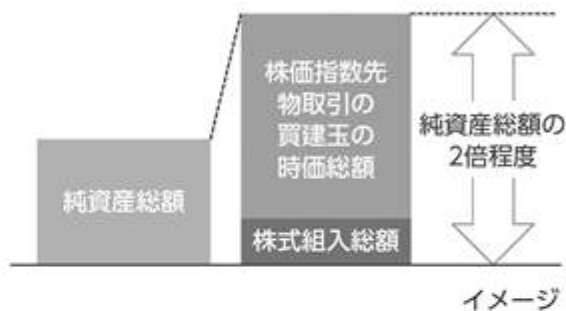 株価指数先
物取引の
買建玉の
時価総額
純資産総額の
2倍程度
純資産総額
株式組入総額
イメージ